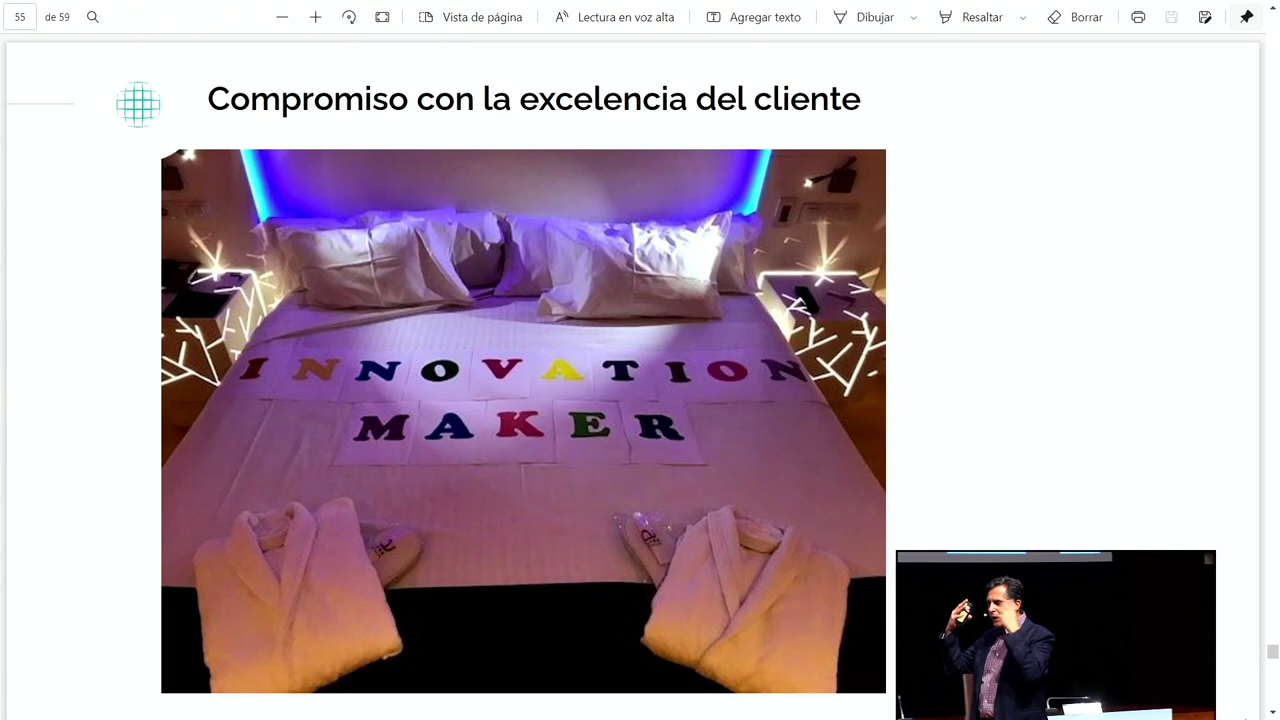 55
de 59
Vista de página
Lectura en voz alta
Agregar texto
Dibujar
Resaltar
Borrar
Compromiso con la excelencia del cliente
INNOVATION
MAKER